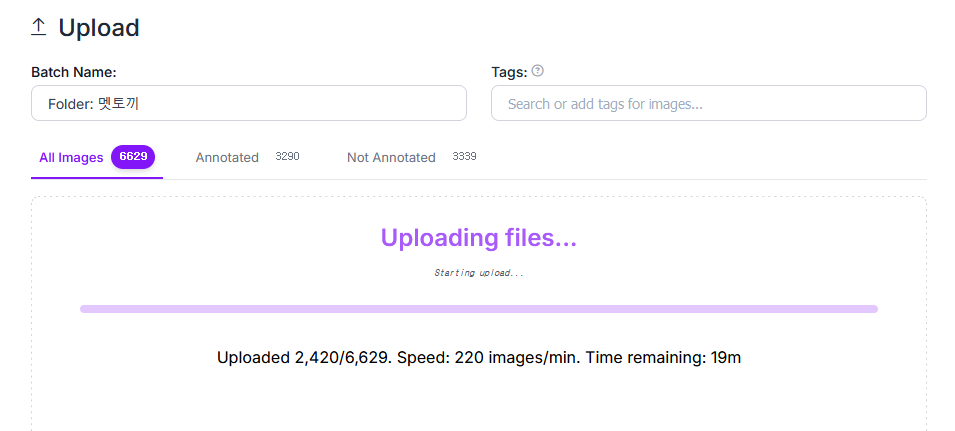 Upload
Batch Name:
Tags:
Folder: 멧토끼
Search or add tags for images...
All Images 6629 Annotated 3290 Not Annotated 3339
Uploading files...
Starting upload...
Uploaded 2,420/6,629. Speed: 220 images/min. Time remaining: 19m